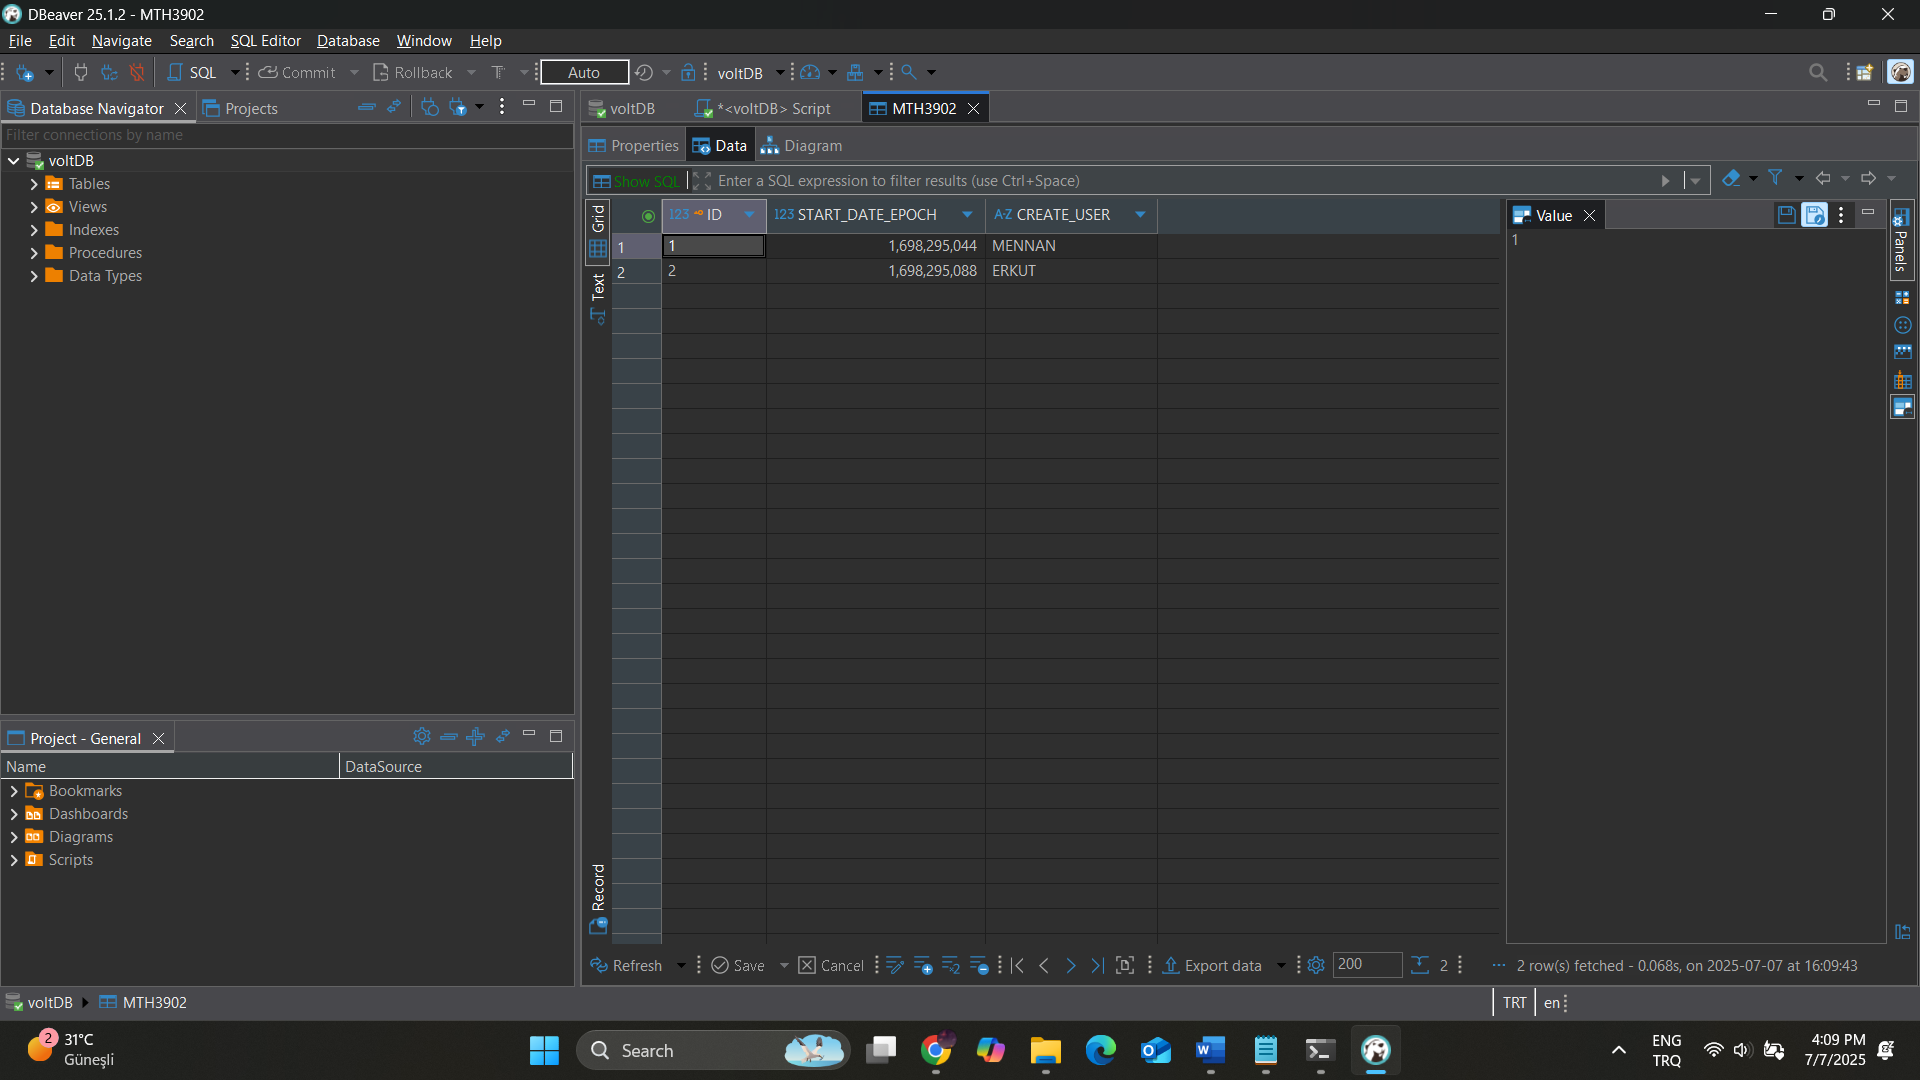 DBeaver 25.1.2 - MTH3902
File Edit Navigate Search SQL Editor Database Window Help
SQL Commit Rollback T Auto voltDB
Database Navigator Projects
voltDB *<voltDB> Script MTH3902
Filter connections by name
voltDB
Tables
Views
Indexes
Procedures
Data Types
Properties Data Diagram
Show SQL Enter a SQL expression to filter results (use Ctrl+Space)
Grid
Text
Record
123 ID 123 START_DATE_EPOCH A-Z CREATE_USER
1 1 1,698,295,044 MENNAN
2 2 1,698,295,088 ERKUT
Value
1
Panels
Project - General
Name DataSource
Bookmarks
Dashboards
Diagrams
Scripts
Refresh Save Cancel Export data 200 2 ... 2 row(s) fetched - 0.068s, on 2025-07-07 at 16:09:43
voltDB MTH3902 TRT en
2 31°C
Güneşli
Search
ENG
TRQ
4:09 PM
7/7/2025